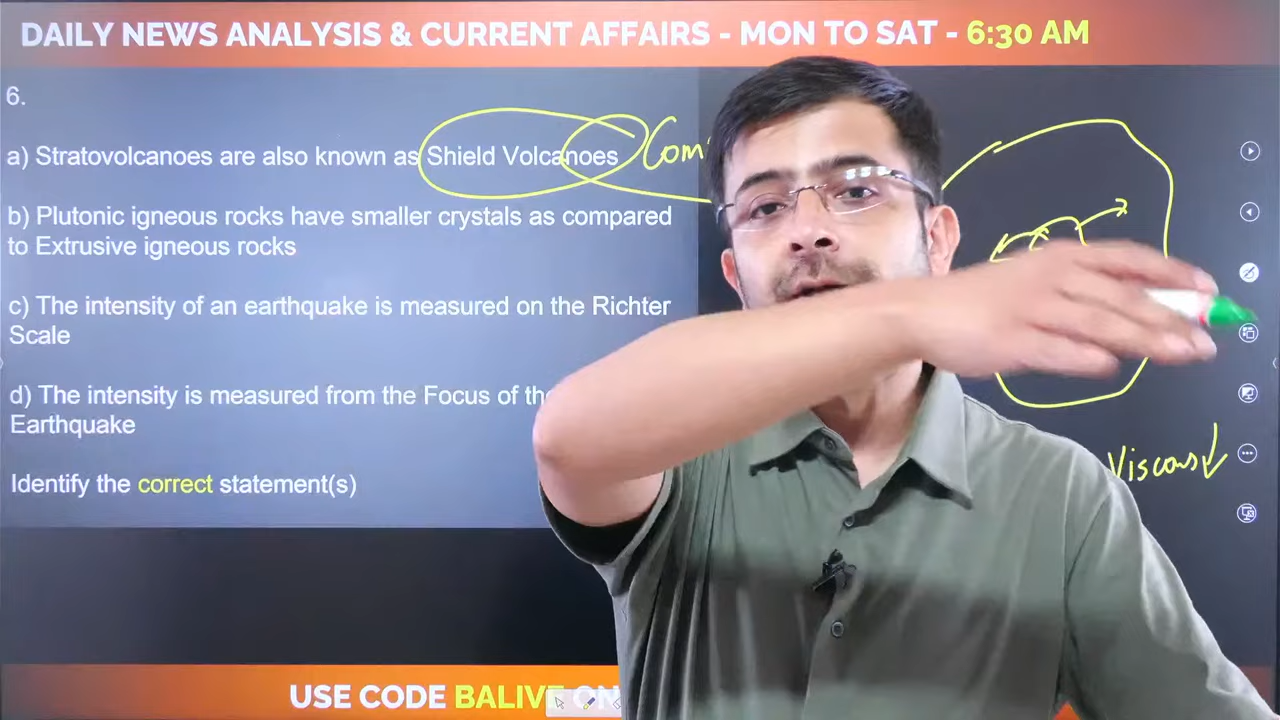 DAILY NEWS ANALYSIS & CURRENT AFFAIRS - MON TO SAT - 6:30 AM
6.
a) Stratovolcanoes are also known as Shield Volcanoes
Com
b) Plutonic igneous rocks have smaller crystals as compared
to Extrusive igneous rocks
c) The intensity of an earthquake is measured on the Richter
Scale
d) The intensity is measured from the Focus of the
Earthquake
Viscous
Identify the correct statement(s)
USE CODE BALIVE ON